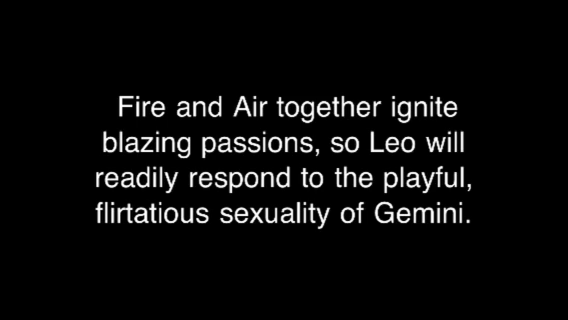 Fire and Air together ignite
blazing passions, so Leo will
readily respond to the playful,
flirtatious sexuality of Gemini.